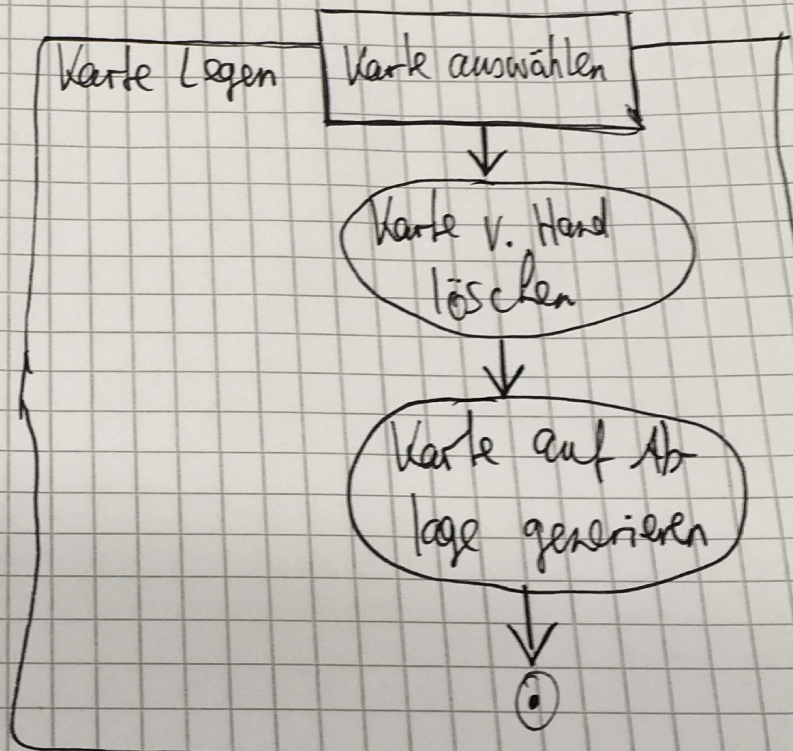 Karte Legen
Karte auswählen
Karte v. Hand
löschen
Karte auf Ab
lage generieren